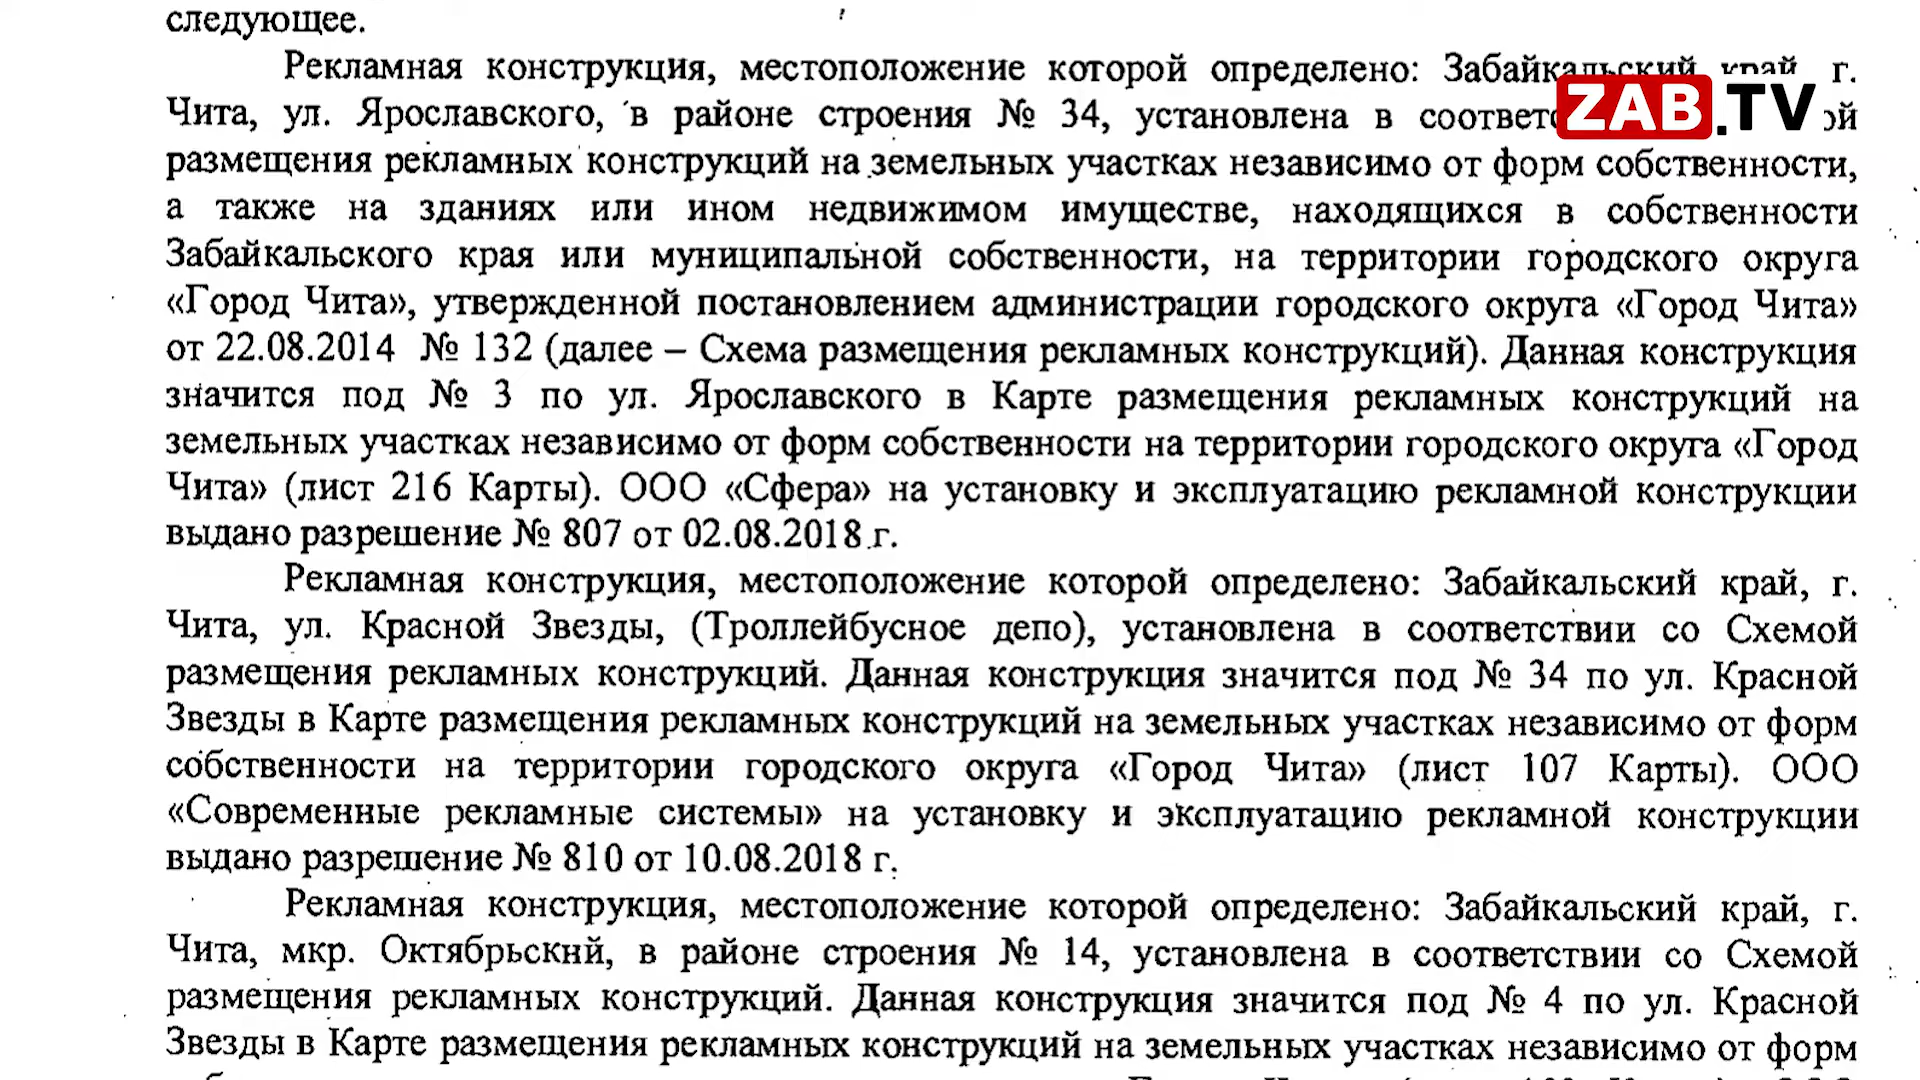 следующее.
Рекламная конструкция, местоположение которой определено: Забайкальский край, г.
ZAB.TV
Чита, ул. Ярославского, в районе строения № 34, установлена в
размещения рекламных конструкций на земельных участках независимо от форм собственности,
а также на зданиях или ином недвижимом имуществе, находящихся в собственности
Забайкальского края или муниципальной собственности, на территории городского округа
«Город Чита», утвержденной постановлением администрации городского округа «Город Чита»
от 22.08.2014 № 132 (далее – Схема размещения рекламных конструкций). Данная конструкция
значится под № 3 по ул. Ярославского в Карте размещения рекламных конструкций на
земельных участках независимо от форм собственности на территории городского округа «Город
Чита» (лист 216 Карты). ООО «Сфера» на установку и эксплуатацию рекламной конструкции
выдано разрешение № 807 от 02.08.2018 г.
Рекламная конструкция, местоположение которой определено: Забайкальский край, г.
Чита, ул. Красной Звезды, (Троллейбусное депо), установлена в соответствии со Схемой
размещения рекламных конструкций. Данная конструкция значится под № 34 по ул. Красной
Звезды в Карте размещения рекламных конструкций на земельных участках независимо от форм
собственности на территории городского округа «Город Чита» (лист 107 Карты). ООО
«Современные рекламные системы» на установку и эксплуатацию рекламной конструкции
выдано разрешение № 810 от 10.08.2018 г.
Рекламная конструкция, местоположение которой определено: Забайкальский край, г.
Чита, мкр. Октябрьский, в районе строения № 14, установлена в соответствии со Схемой
размещения рекламных конструкций. Данная конструкция значится под № 4 по ул. Красной
Звезды в Карте размещения рекламных конструкций на земельных участках независимо от форм